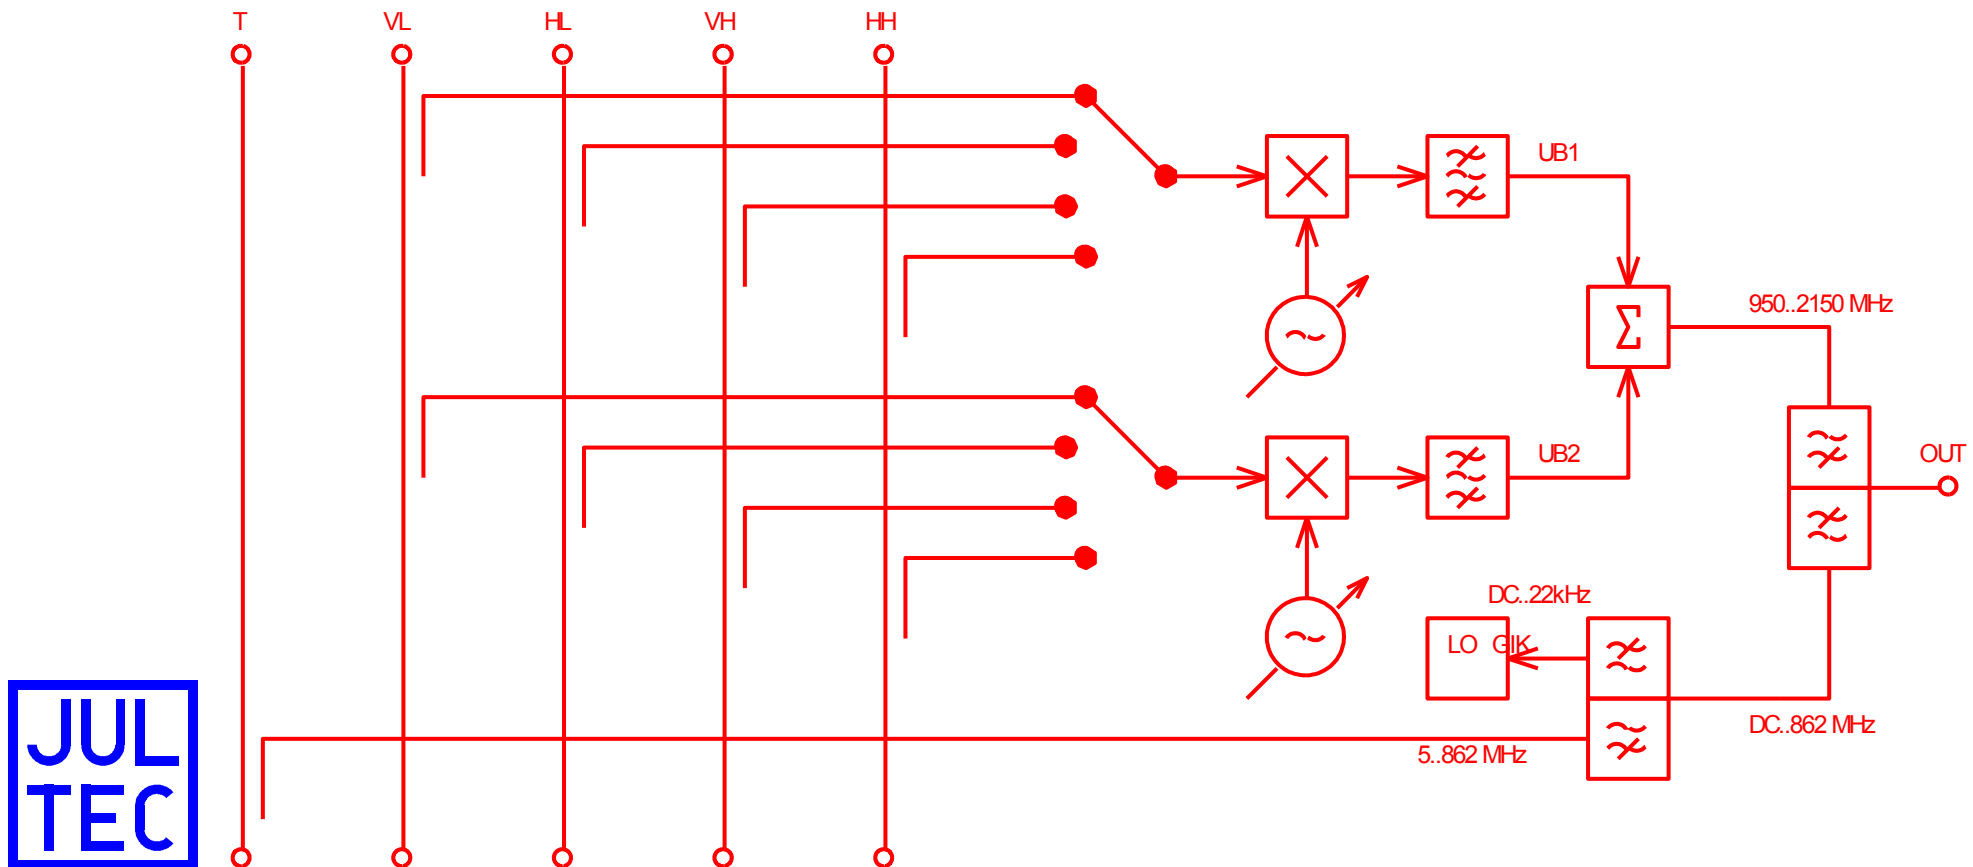 T VL HL VH HH
UB1
950..2150 MHz
Σ
UB2
OUT
DC..22kHz
LO GIK
DC..862 MHz
5..862 MHz
JUL
TEC